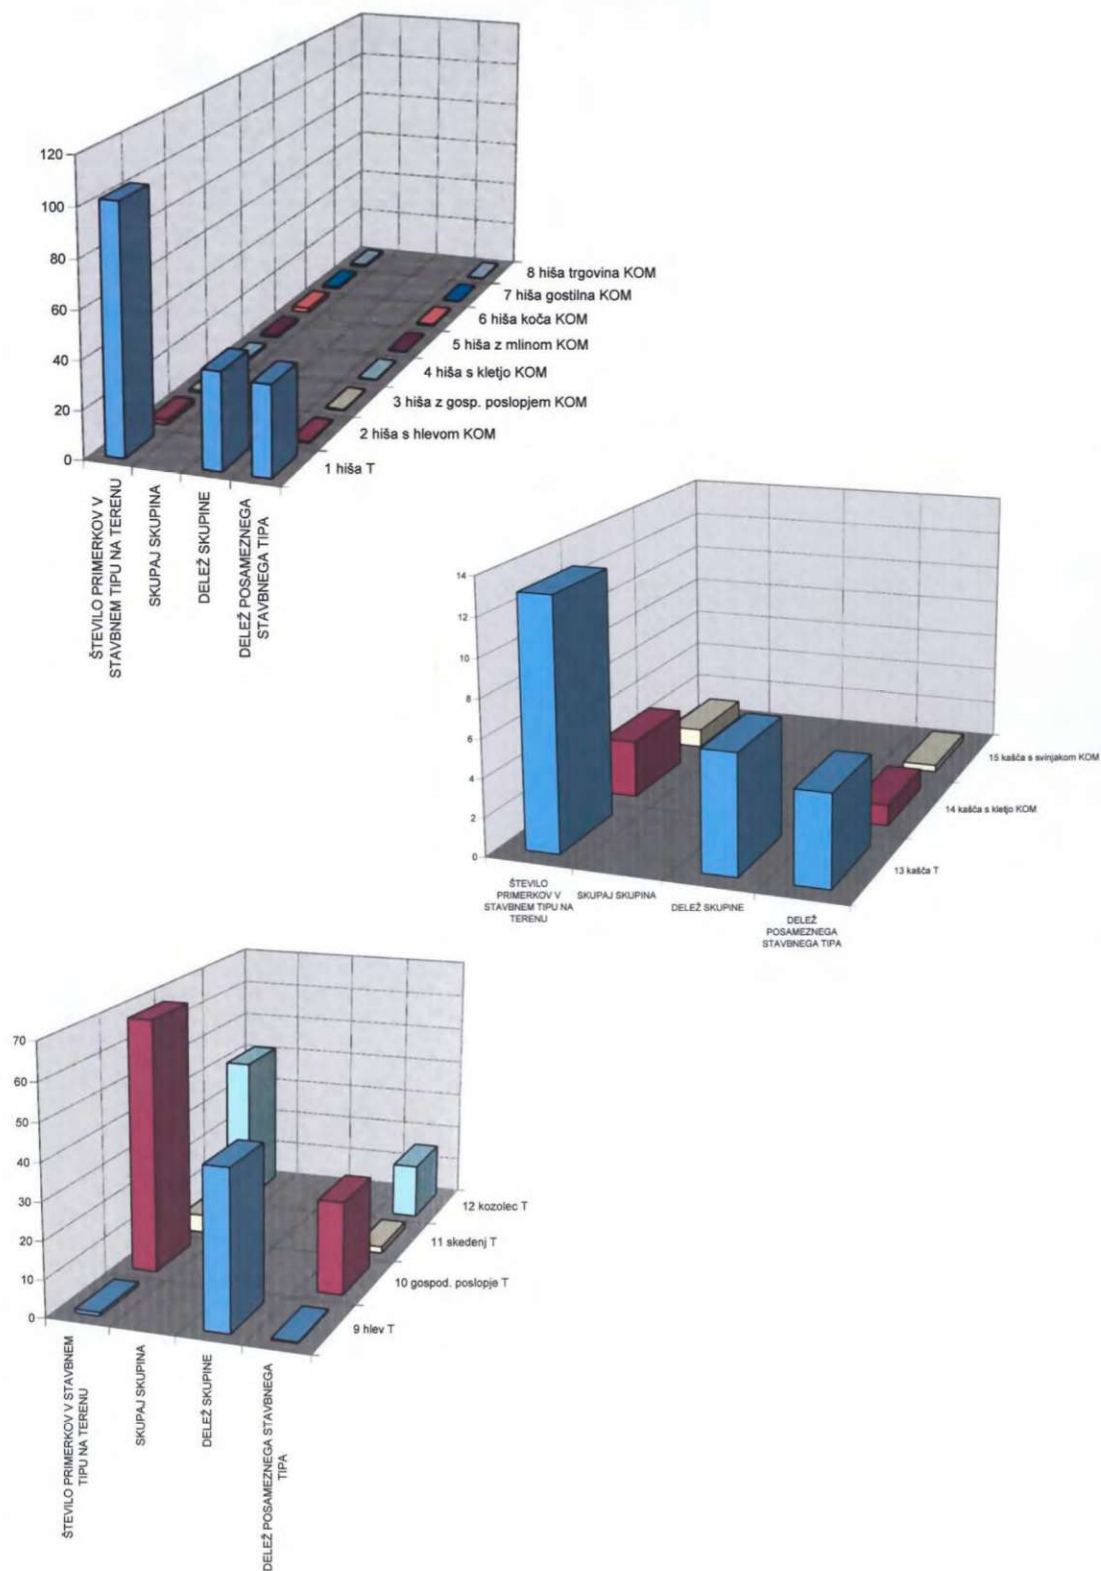 120
100
80
60
40
20
0
8 hiša trgovina KOM
7 hiša gostilna KOM
6 hiša koča KOM
5 hiša z mlinom KOM
4 hiša s kletjo KOM
3 hiša z gosp. poslopjem KOM
2 hiša s hlevom KOM
1 hiša T
ŠTEVILO PRIMERKOV V
STAVBNEM TIPU NA TERENU
SKUPAJ SKUPINA
DELEŽ SKUPINE
DELEŽ POSAMEZNEGA
STAVBNEGA TIPA
14
12
10
8
6
4
2
0
15 kašča s svinjakom KOM
14 kašča s kletjo KOM
13 kašča T
ŠTEVILO
PRIMERKOV V
STAVBNEM TIPU NA
TERENU
SKUPAJ SKUPINA
DELEŽ SKUPINE
DELEŽ
POSAMEZNEGA
STAVBNEGA TIPA
70
60
50
40
30
20
10
0
12 kozolec T
11 skedenj T
10 gospod. poslopje T
9 hlev T
ŠTEVILO PRIMERKOV V STAVBNEM
TIPU NA TERENU
SKUPAJ SKUPINA
DELEŽ SKUPINE
DELEŽ POSAMEZNEGA STAVBNEGA
TIPA